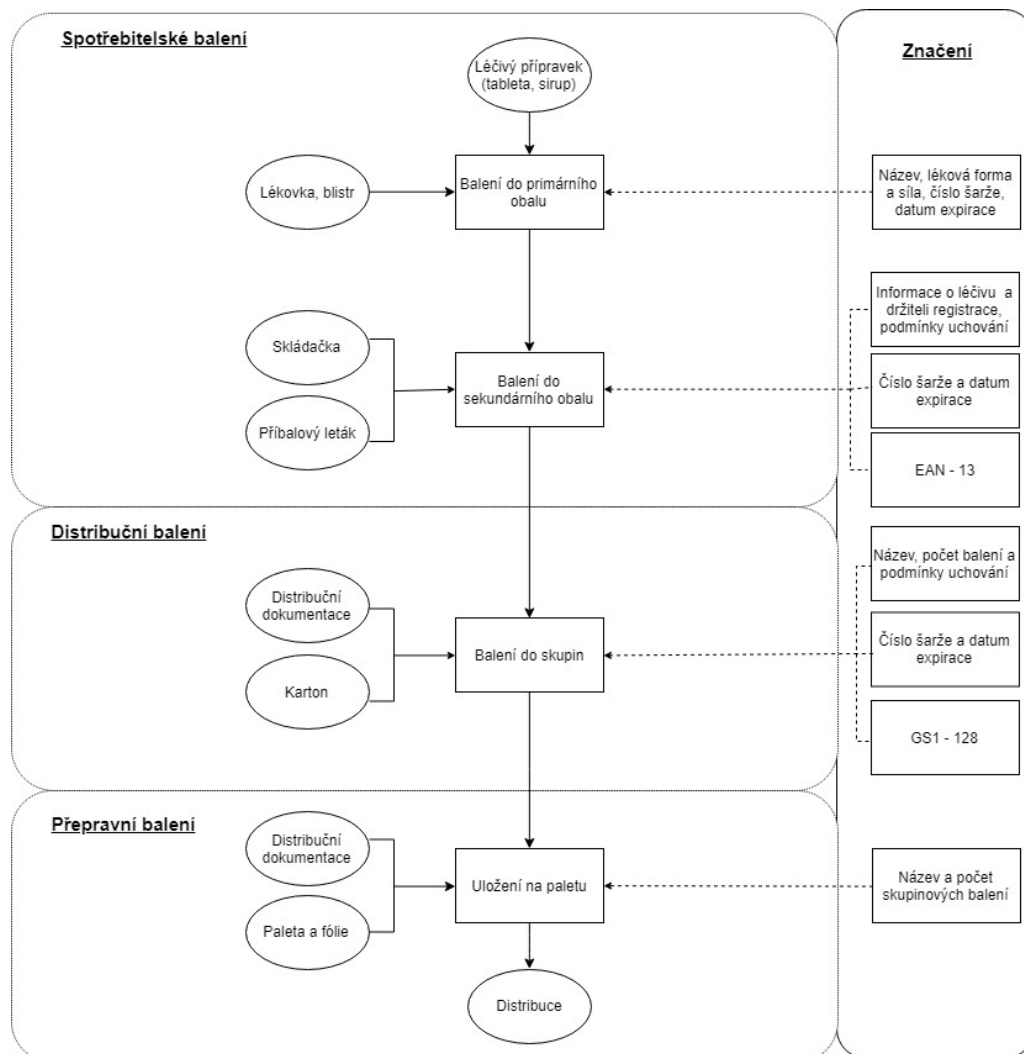 Spotřebitelské balení
Značení
Léčivý přípravek
(tableta, sirup)
Lékovka, blistr
Balení do primárního
obalu
Název, léková forma
a síla, číslo šarže,
datum expirace
Informace o léčivu a
držiteli registrace,
podmínky uchování
Skládačka
Příbalový leták
Balení do
sekundárního obalu
Číslo šarže a datum
expirace
EAN - 13
Distribuční balení
Název, počet balení a
podmínky uchování
Distribuční
dokumentace
Karton
Balení do skupin
Číslo šarže a datum
expirace
GS1 - 128
Přepravní balení
Distribuční
dokumentace
Paleta a fólie
Uložení na paletu
Název a počet
skupinových balení
Distribuce